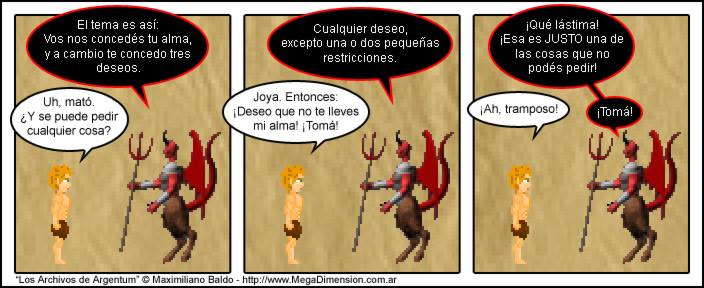 El tema es así:
Vos nos concedés tu alma,
y a cambio te concedo tres
deseos.
Uh, mató.
¿Y se puede pedir
cualquier cosa?
Cualquier deseo,
excepto una o dos pequeñas
restricciones.
Joya. Entonces:
¡Deseo que no te lleves
mi alma! ¡Tomá!
¡Qué lástima!
¡Esa es JUSTO una de
las cosas que no
podés pedir!
¡Ah, tramposo!
¡Tomá!
"Los Archivos de Argentum" © Maximiliano Baldo - http://www.MegaDimension.com.ar